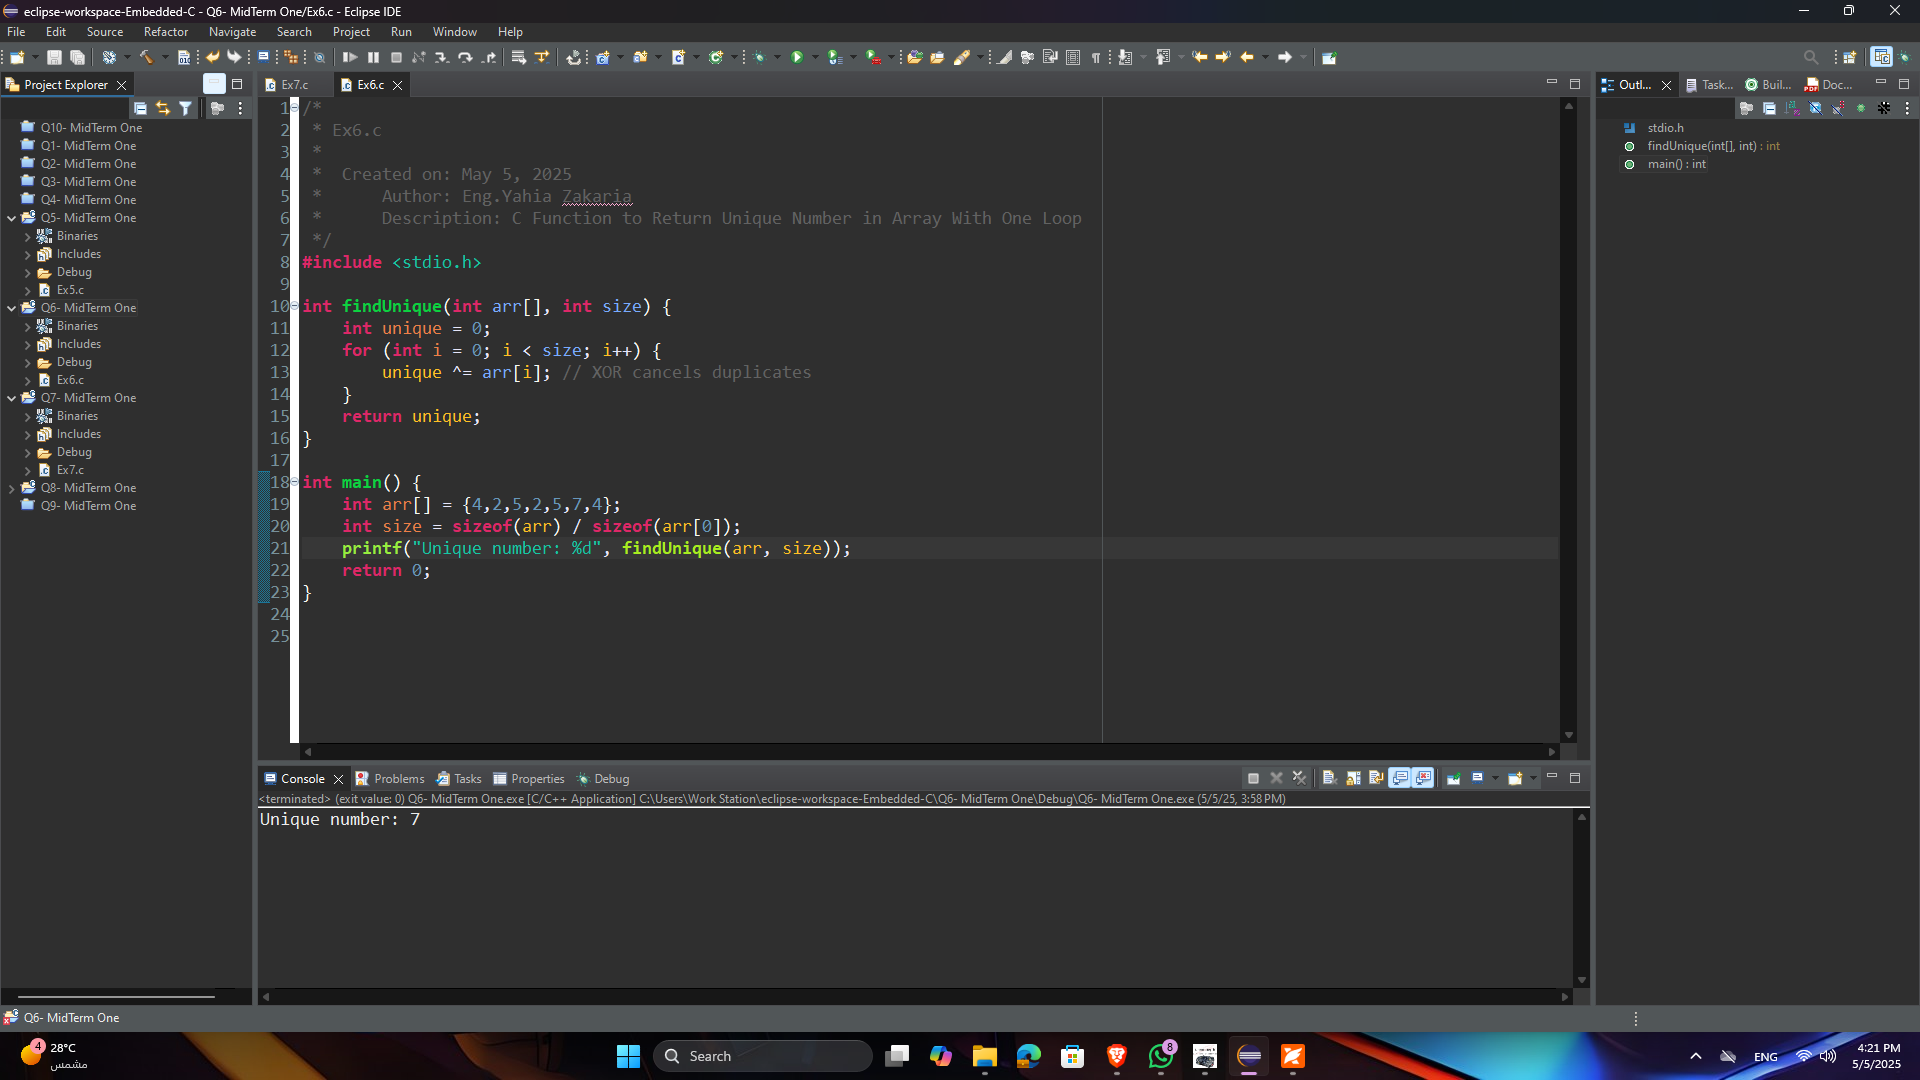 eclipse-workspace-Embedded-C - Q6- MidTerm One/Ex6.c - Eclipse IDE
File Edit Source Refactor Navigate Search Project Run Window Help
Project Explorer
Q10- MidTerm One
Q1- MidTerm One
Q2- MidTerm One
Q3- MidTerm One
Q4- MidTerm One
Q5- MidTerm One
Binaries
Includes
Debug
Ex5.c
Q6- MidTerm One
Binaries
Includes
Debug
Ex6.c
Q7- MidTerm One
Binaries
Includes
Debug
Ex7.c
Q8- MidTerm One
Q9- MidTerm One
Ex7.c Ex6.c
1 /*
2  * Ex6.c
3  *
4  *  Created on: May 5, 2025
5  *      Author: Eng.Yahia Zakaria
6  *      Description: C Function to Return Unique Number in Array With One Loop
7  */
8 #include <stdio.h>
9
10 int findUnique(int arr[], int size) {
11     int unique = 0;
12     for (int i = 0; i < size; i++) {
13         unique ^= arr[i]; // XOR cancels duplicates
14     }
15     return unique;
16 }
17
18 int main() {
19     int arr[] = {4,2,5,2,5,7,4};
20     int size = sizeof(arr) / sizeof(arr[0]);
21     printf("Unique number: %d", findUnique(arr, size));
22     return 0;
23 }
24
25
Outl... Task... Buil... Doc...
stdio.h
findUnique(int[], int) : int
main() : int
Console Problems Tasks Properties Debug
<terminated> (exit value: 0) Q6- MidTerm One.exe [C/C++ Application] C:\Users\Work Station\eclipse-workspace-Embedded-C\Q6- MidTerm One\Debug\Q6- MidTerm One.exe (5/5/25, 3:58 PM)
Unique number: 7
Q6- MidTerm One
4
28°C
مشمس
Search
8
ENG
4:21 PM
5/5/2025